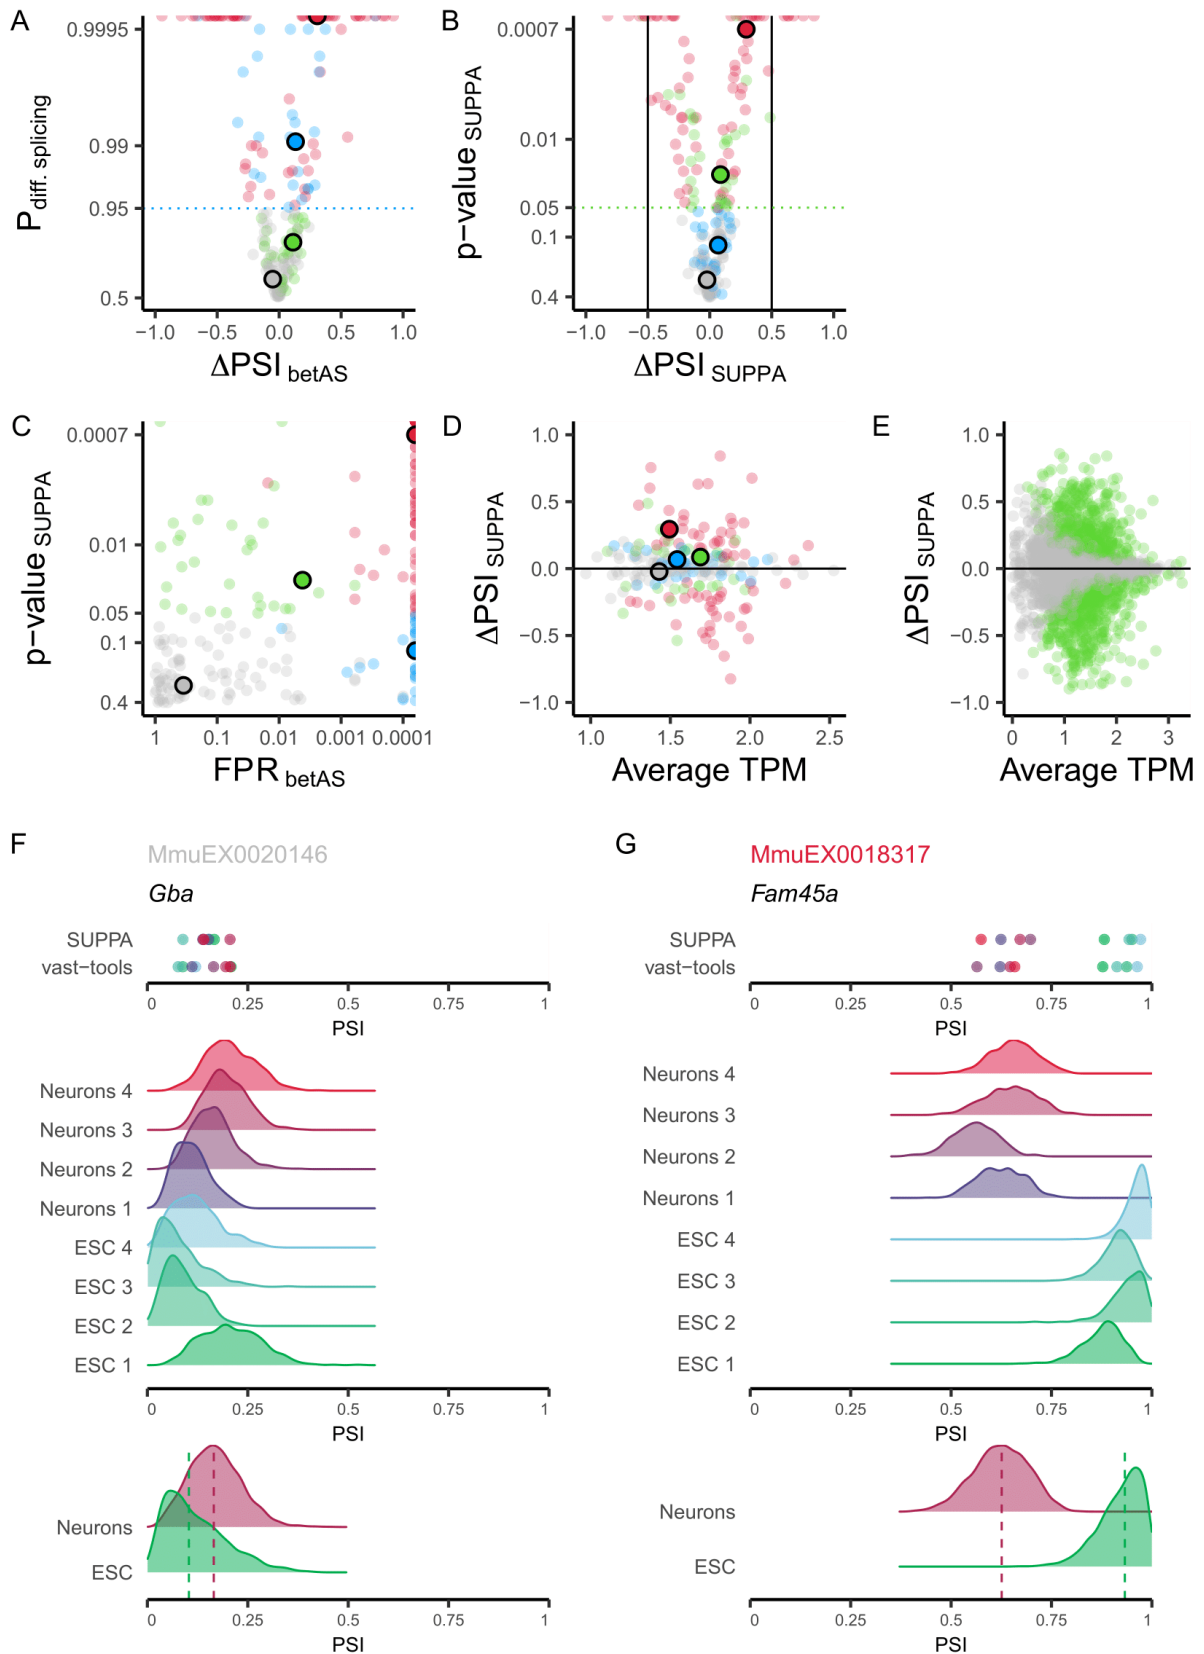 A
0.9995
0.99
0.95
0.5
P diff. splicing
−1.0 −0.5 0.0 0.5 1.0
ΔPSI betAS
B
0.0007
0.01
0.05
0.1
0.4
p−value SUPPA
−1.0 −0.5 0.0 0.5 1.0
ΔPSI SUPPA
C
0.0007
0.01
0.05
0.1
0.4
p−value SUPPA
1 0.1 0.01 0.001 0.0001
FPR betAS
D
1.0
0.5
0.0
−0.5
−1.0
ΔPSI SUPPA
1.0 1.5 2.0 2.5
Average TPM
E
1.0
0.5
0.0
−0.5
−1.0
ΔPSI SUPPA
0 1 2 3
Average TPM
F
MmuEX0020146
Gba
SUPPA
vast−tools
0 0.25 0.5 0.75 1
PSI
Neurons 4
Neurons 3
Neurons 2
Neurons 1
ESC 4
ESC 3
ESC 2
ESC 1
0 0.25 0.5 0.75 1
PSI
Neurons
ESC
0 0.25 0.5 0.75 1
PSI
G
MmuEX0018317
Fam45a
SUPPA
vast−tools
0 0.25 0.5 0.75 1
PSI
Neurons 4
Neurons 3
Neurons 2
Neurons 1
ESC 4
ESC 3
ESC 2
ESC 1
0 0.25 0.5 0.75 1
PSI
Neurons
ESC
0 0.25 0.5 0.75 1
PSI